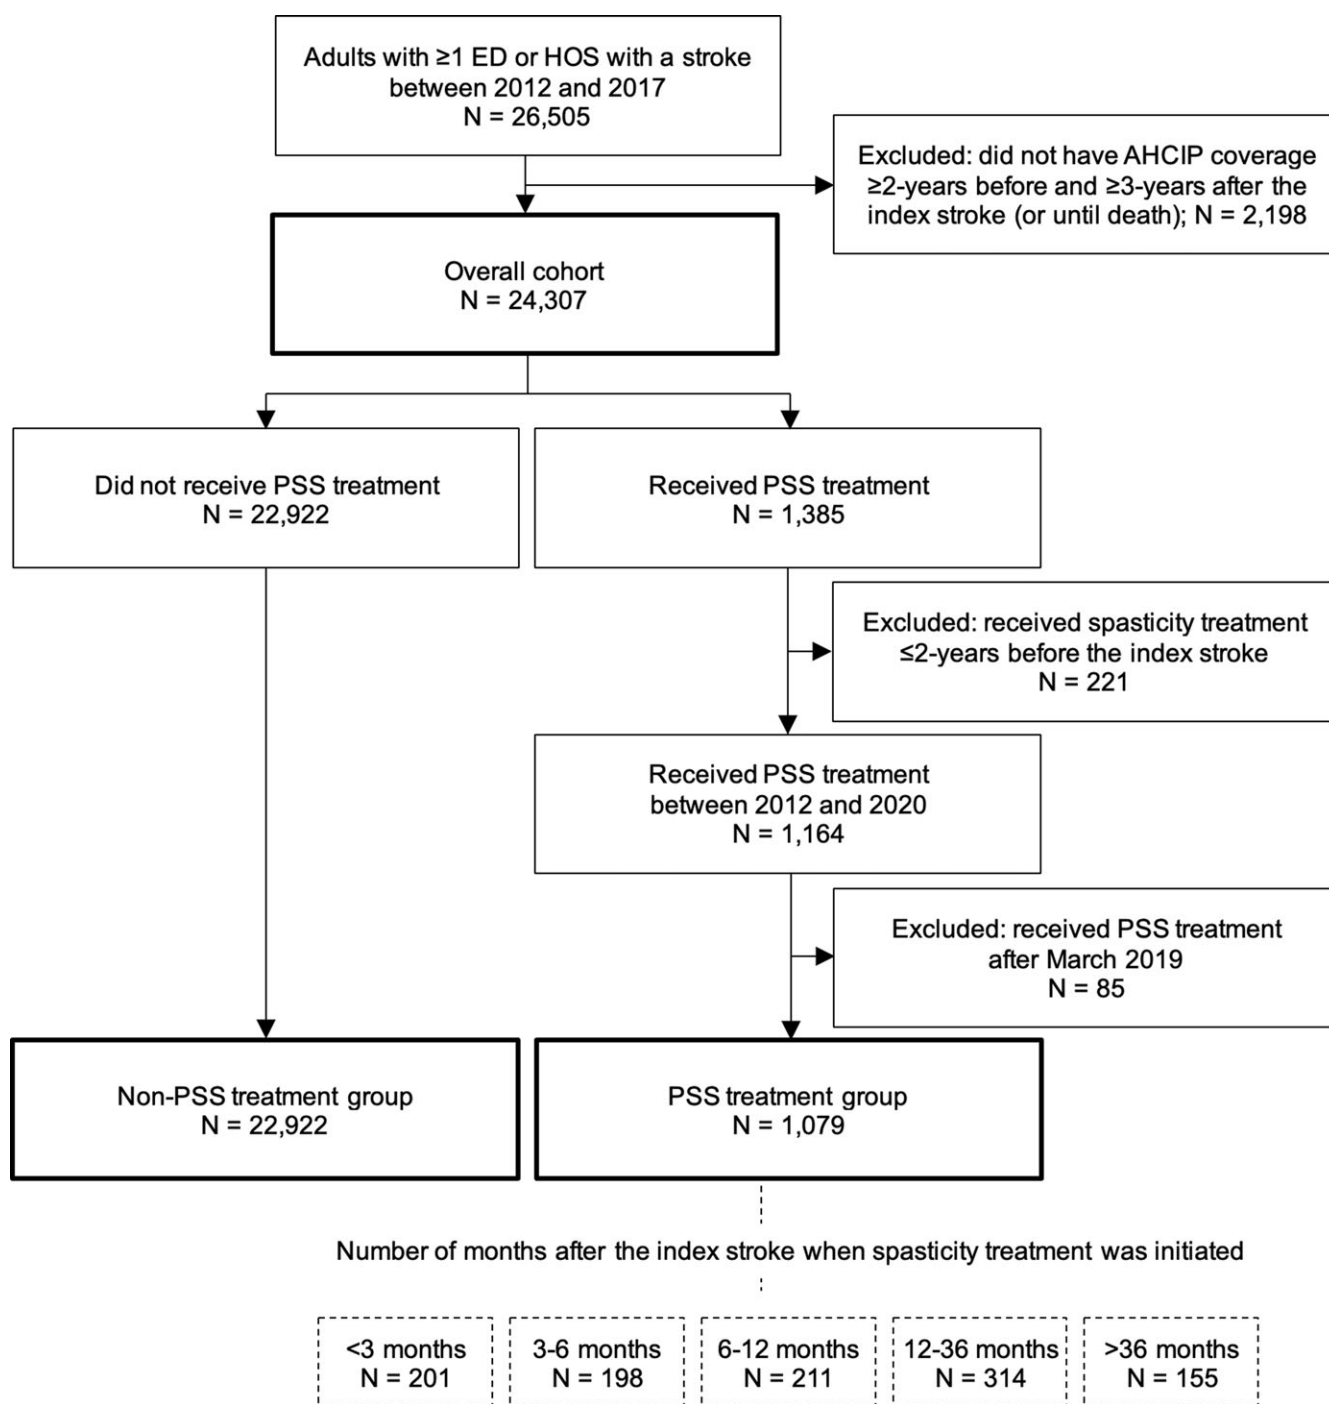 Adults with ≥1 ED or HOS with a stroke
between 2012 and 2017
N = 26,505
Excluded: did not have AHCIP coverage
≥2-years before and ≥3-years after the
index stroke (or until death); N = 2,198
Overall cohort
N = 24,307
Did not receive PSS treatment
N = 22,922
Received PSS treatment
N = 1,385
Excluded: received spasticity treatment
≤2-years before the index stroke
N = 221
Received PSS treatment
between 2012 and 2020
N = 1,164
Excluded: received PSS treatment
after March 2019
N = 85
Non-PSS treatment group
N = 22,922
PSS treatment group
N = 1,079
Number of months after the index stroke when spasticity treatment was initiated
<3 months
N = 201
3-6 months
N = 198
6-12 months
N = 211
12-36 months
N = 314
>36 months
N = 155